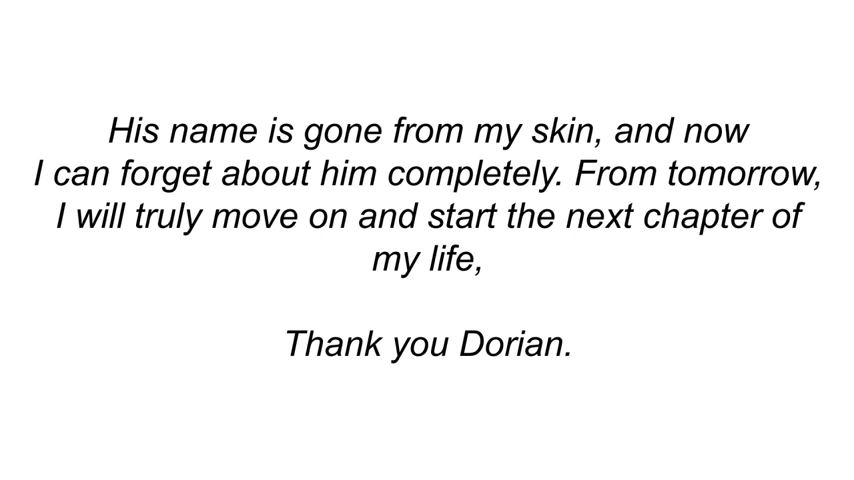 His name is gone from my skin, and now
I can forget about him completely. From tomorrow,
I will truly move on and start the next chapter of
my life,
Thank you Dorian.